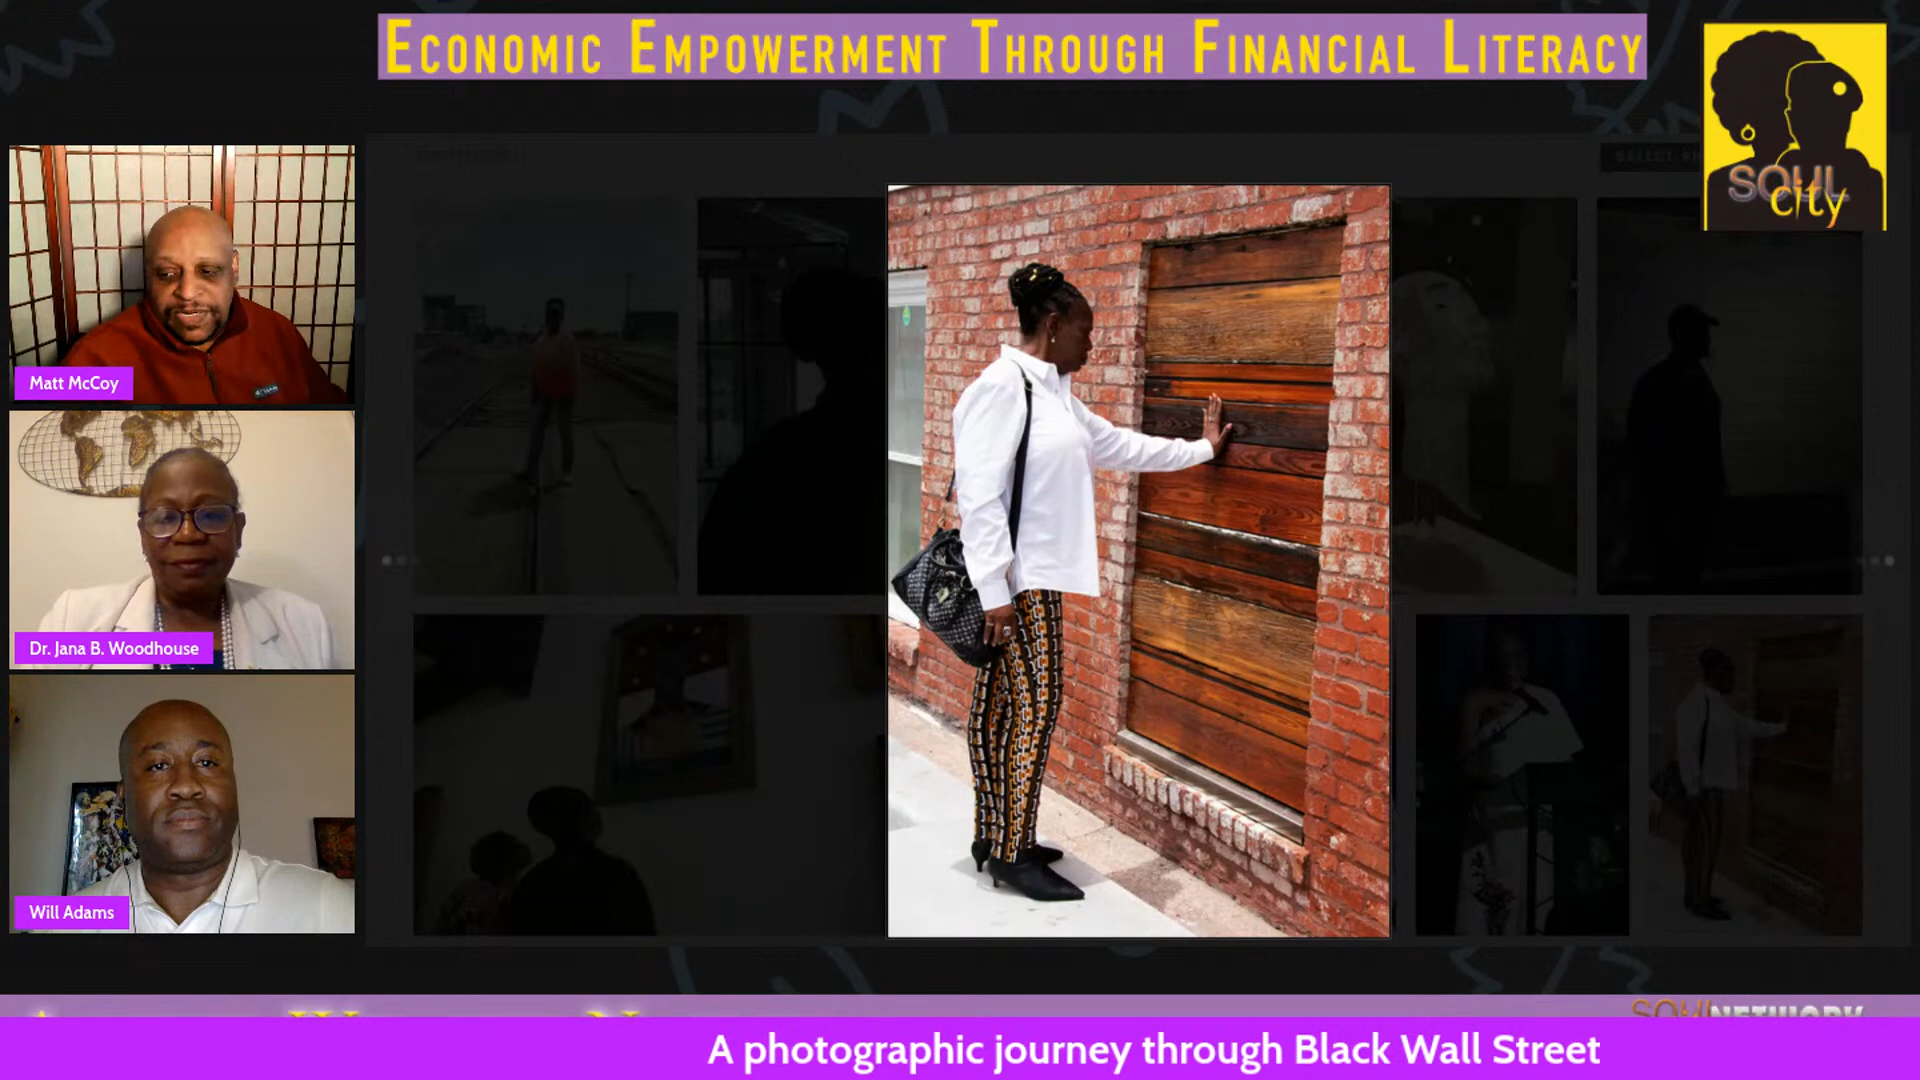 Economic Empowerment Through Financial Literacy
SOUL
city
Matt McCoy
Dr. Jana B. Woodhouse
Will Adams
SOULNETWORK
A photographic journey through Black Wall Street